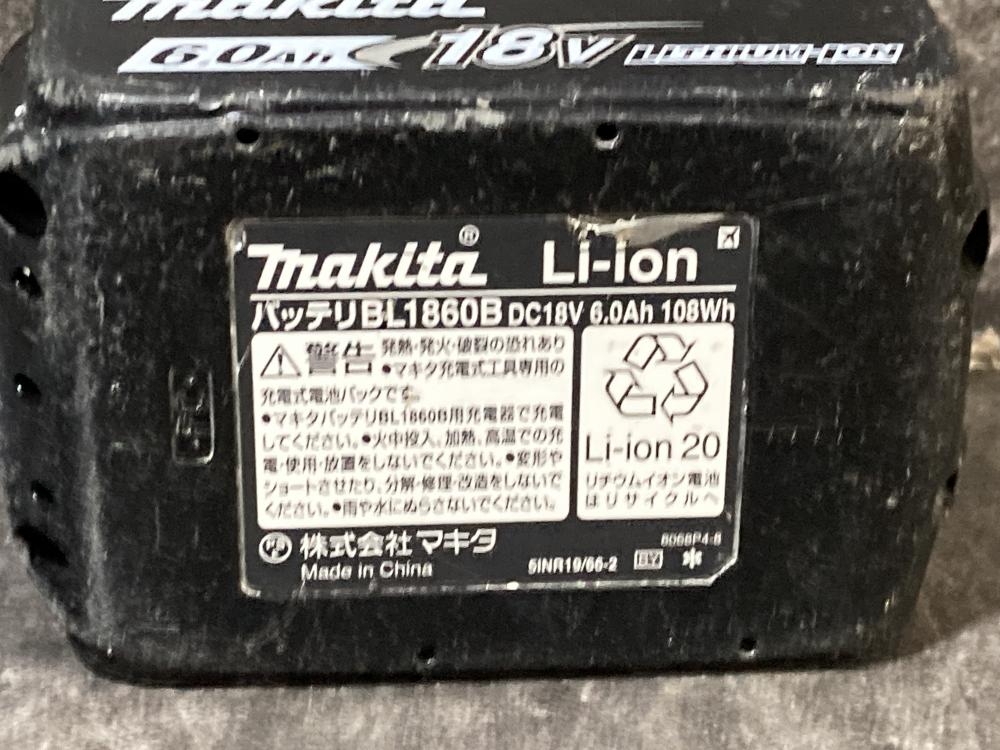 makita
6.0Ah 18V LITHIUM-ION
makita® Li-ion
バッテリBL1860B DC18V 6.0Ah 108Wh
警告 発熱・発火・破裂の恐れあり
●マキタ充電式工具専用の
充電式電池パックです。
●マキタバッテリBL1860B用充電器で充電
してください。●火中投入、加熱、高温での充
電・使用・放置をしないでください。●変形や
ショートさせたり、分解・修理・改造をしないで
ください。●雨や水にぬらさないでください。
Li-ion 20
リチウムイオン電池
はリサイクルへ
株式会社マキタ
Made in China
5INR19/66-2
BY